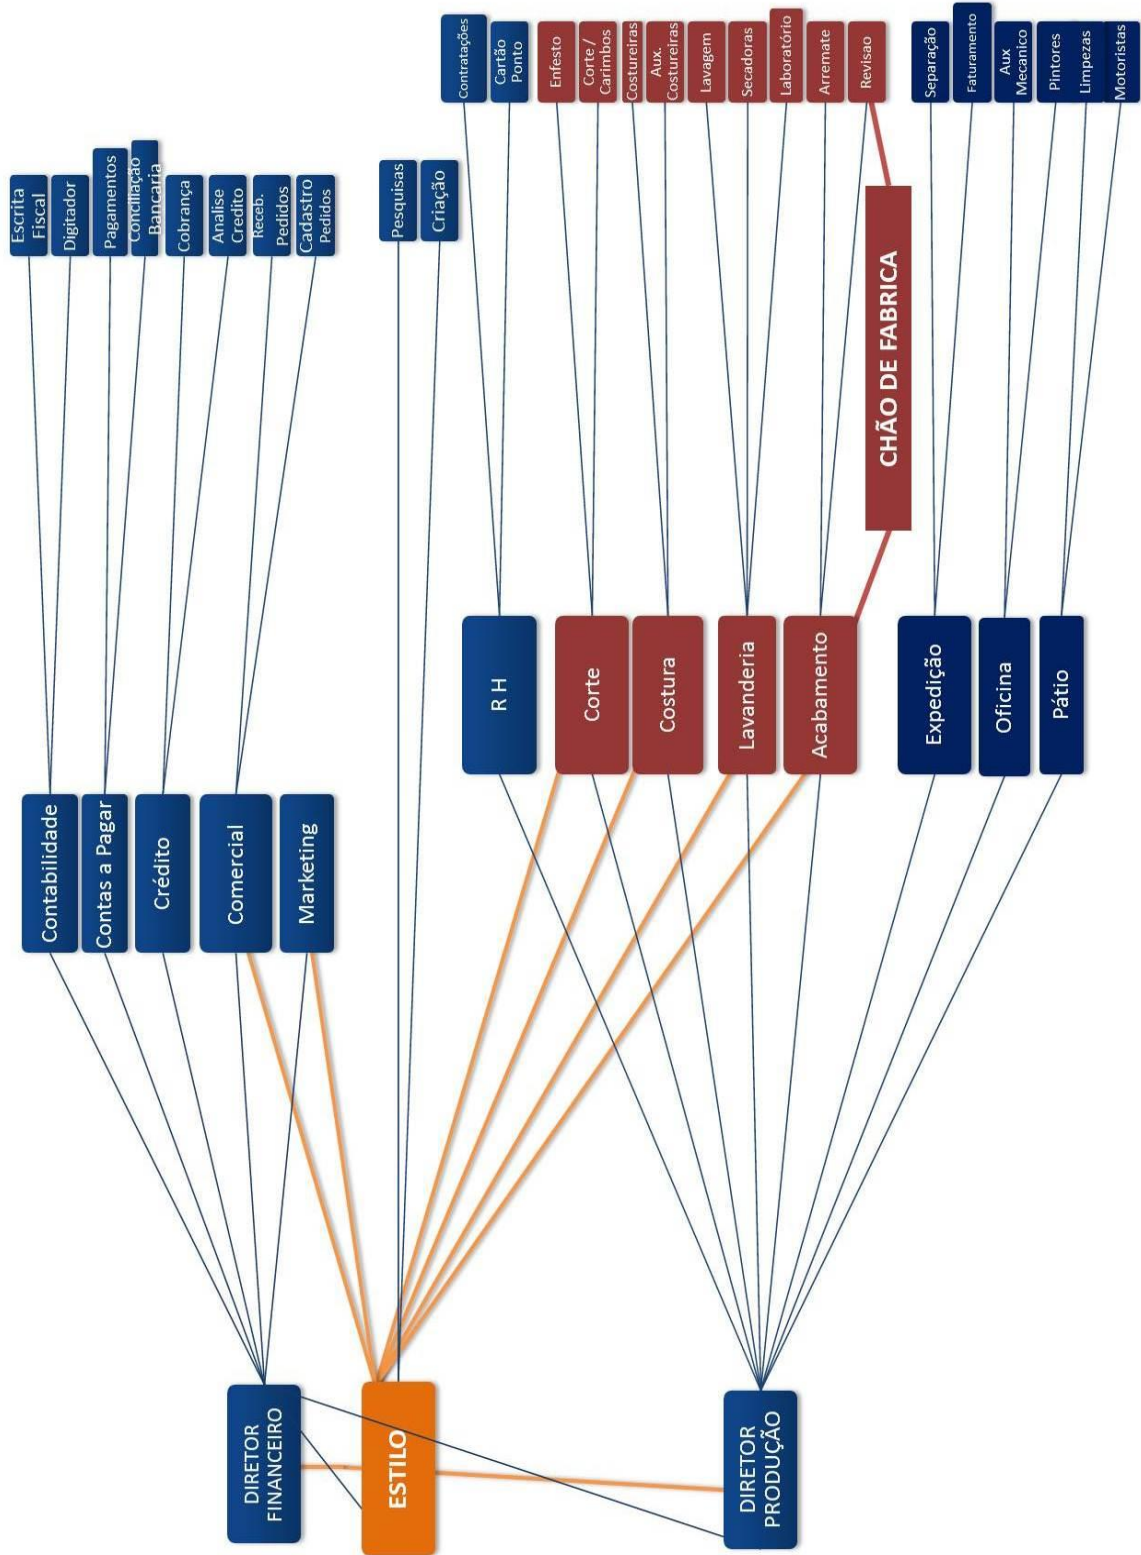 DIRETOR
FINANCEIRO
ESTILO
DIRETOR
PRODUÇÃO
Contabilidade
Contas a Pagar
Crédito
Comercial
Marketing
R H
Corte
Costura
Lavanderia
Acabamento
Expedição
Oficina
Pátio
Escrita
Fiscal
Digitador
Pagamentos
Conciliação
Bancaria
Cobrança
Analise
Credito
Receb.
Pedidos
Cadastro
Pedidos
Pesquisas
Criação
Contratações
Cartão
Ponto
Enfesto
Corte /
Carimbos
Costureiras
Aux.
Costureiras
Lavagem
Secadoras
Laboratório
Arremate
Revisao
Separação
Faturamento
Aux
Mecanico
Pintores
Limpezas
Motoristas
CHÃO DE FABRICA